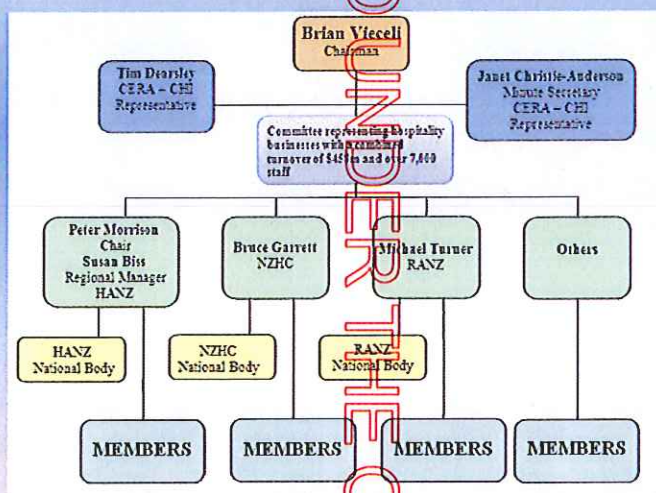 Brian Vieceli
Chairman
Tim Dearsley
CERA – CHI
Representative
Janet Christie-Anderson
Minute Secretary
CERA – CHI
Representative
Committee representing hospitality
businesses with a combined
turnover of $459m and over 7,000
staff
Peter Morrison
Chair
Susan Biss
Regional Manager
HANZ
Bruce Garrett
NZHC
Michael Turner
RANZ
Others
HANZ
National Body
NZHC
National Body
RANZ
National Body
MEMBERS
MEMBERS
MEMBERS
MEMBERS
UNDER THE